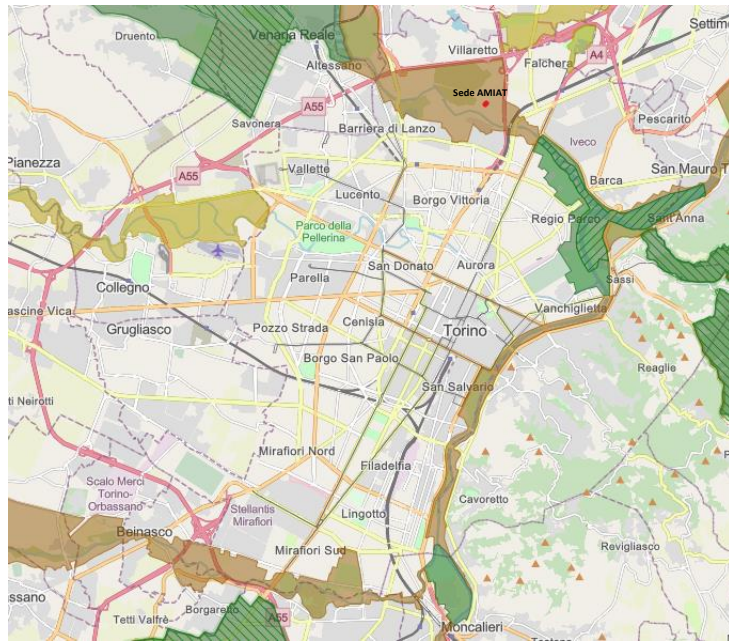 Druento
Venaria Reale
Villaretto
Settimo
Altessano
Falchera
A4
A55
Sede AMIAT
Savonera
Pescarito
Barriera di Lanzo
Iveco
Pianezza
A55
Vallette
San Mauro T
Lucento
Borgo Vittoria
Barca
Regio Parco
Sant'Anna
Parco della
Pellerina
San Donato
Aurora
Parella
Sassi
Collegno
Vanchiglietta
ascine Vica
Grugliasco
Pozzo Strada
Cenisia
Torino
Borgo San Paolo
Reaglie
San Salvario
ti Neirotti
Mirafiori Nord
Filadelfia
Scalo Merci
Torino-
Orbassano
Stellantis
Mirafiori
Cavoretto
Lingotto
Beinasco
Mirafiori Sud
Revigliasco
ssano
Borgaretto
Tetti Valfrè
A55
Moncalieri